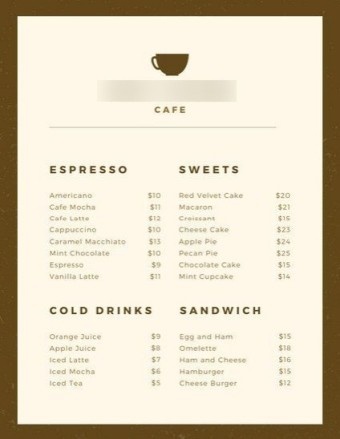 CAFE
ESPRESSO
Americano $10
Cafe Mocha $11
Cafe Latte $12
Cappuccino $10
Caramel Macchiato $13
Mint Chocolate $10
Espresso $9
Vanilla Latte $11
SWEETS
Red Velvet Cake $20
Macaron $21
Croissant $15
Cheese Cake $23
Apple Pie $24
Pecan Pie $25
Chocolate Cake $15
Mint Cupcake $14
COLD DRINKS
Orange Juice $9
Apple Juice $8
Iced Latte $7
Iced Mocha $6
Iced Tea $5
SANDWICH
Egg and Ham $15
Omelette $18
Ham and Cheese $16
Hamburger $15
Cheese Burger $12